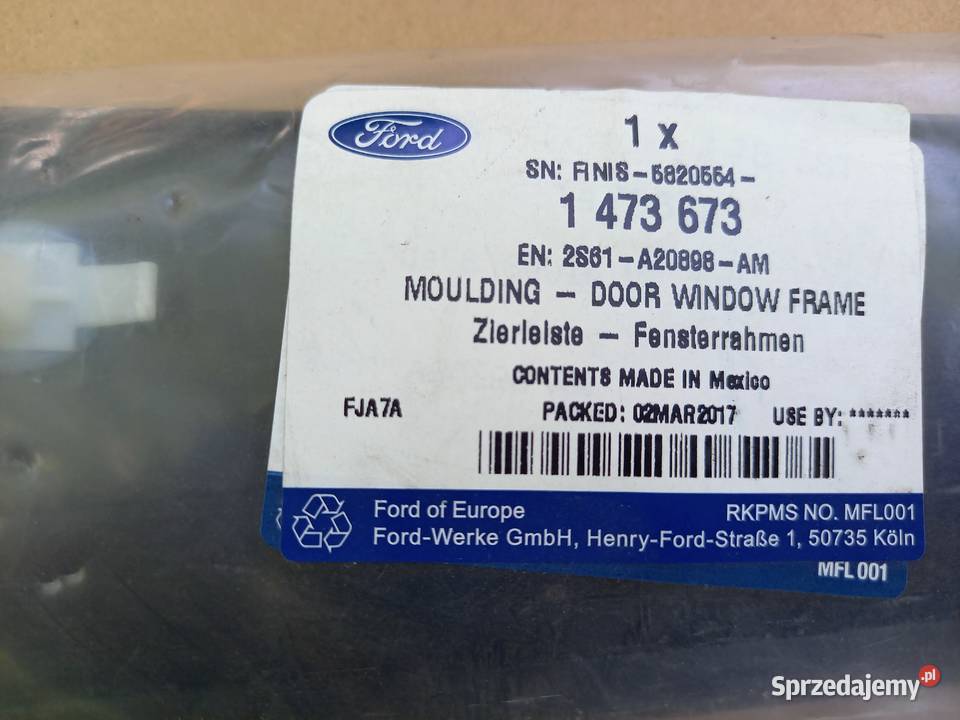 Ford
1 x
SN: FINIS-5820554-
1 473 673
EN: 2S61-A20898-AM
MOULDING - DOOR WINDOW FRAME
Zierleiste - Fensterrahmen
CONTENTS MADE IN Mexico
FJA7A PACKED: 02MAR2017 USE BY: *******
Ford of Europe RKPMS NO. MFL001
Ford-Werke GmbH, Henry-Ford-Straße 1, 50735 Köln
MFL001
Sprzedajemy.pl